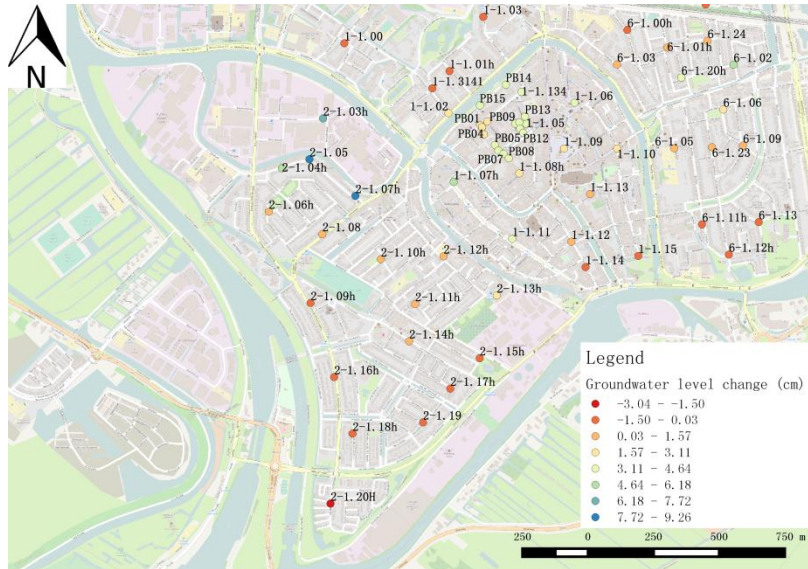 1-1.03
6-1.00h
1-1.00
6-1.24
6-1.01h
6-1.03
6-1.02
1-1.01h
6-1.20h
PB14
1-1.3141
1-1.134
PB15
1-1.06
1-1.02
6-1.06
2-1.03h
PB01
PB09
PB13
PB04
PB05
1-1.05
PB12
1-1.09
1-1.10
6-1.05
6-1.09
6-1.23
2-1.05
2-1.04h
PB08
PB07
1-1.08h
1-1.07h
2-1.07h
1-1.13
2-1.06h
6-1.11h
6-1.13
2-1.08
1-1.11
1-1.12
2-1.10h
2-1.12h
1-1.15
6-1.12h
1-1.14
2-1.09h
2-1.11h
2-1.13h
2-1.14h
2-1.15h
2-1.16h
2-1.17h
2-1.19
2-1.18h
2-1.20H
N
Legend
Groundwater level change (cm)
-3.04 - -1.50
-1.50 - 0.03
0.03 - 1.57
1.57 - 3.11
3.11 - 4.64
4.64 - 6.18
6.18 - 7.72
7.72 - 9.26
250 0 250 500 750 m